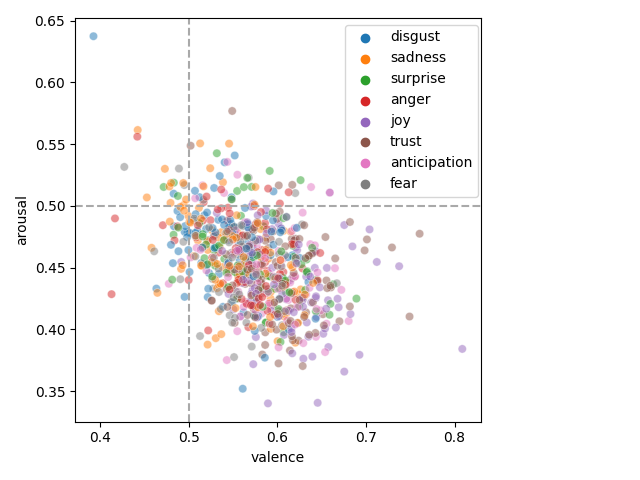 0.65
0.60
0.55
0.50
0.45
0.40
0.35
arousal
disgust
sadness
surprise
anger
joy
trust
anticipation
fear
0.4 0.5 0.6 0.7 0.8
valence